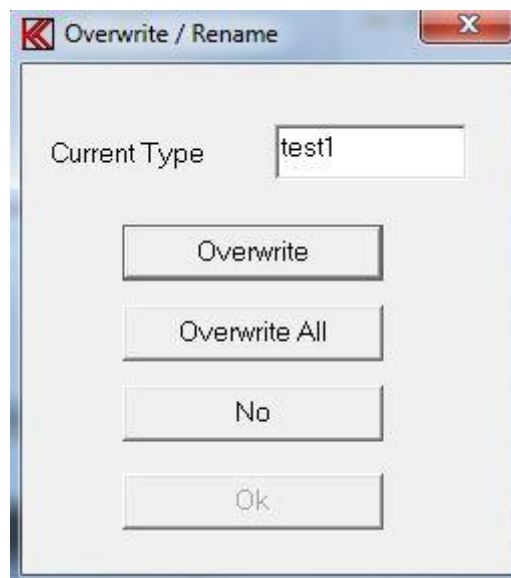 Overwrite / Rename
Current Type test1
Overwrite
Overwrite All
No
Ok